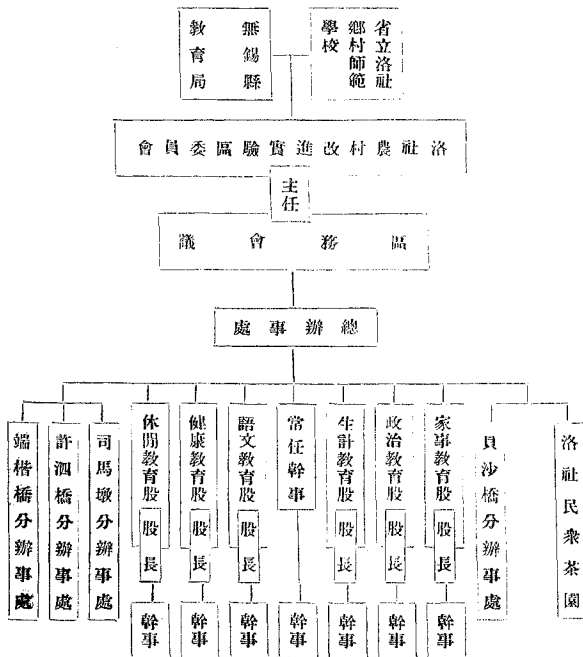 省立洛社
鄉村師範
學校
無錫縣
教育局
洛社農村改進實驗區委員會
主任
區務會議
總辦事處
洛社民衆茶園
貝沙橋分辦事處
家事教育股
股長
幹事
政治教育股
股長
幹事
生計教育股
股長
幹事
常任幹事
幹事
語文教育股
股長
幹事
健康教育股
股長
幹事
休閒教育股
股長
幹事
司馬墩分辦事處
許泗橋分辦事處
端楷橋分辦事處